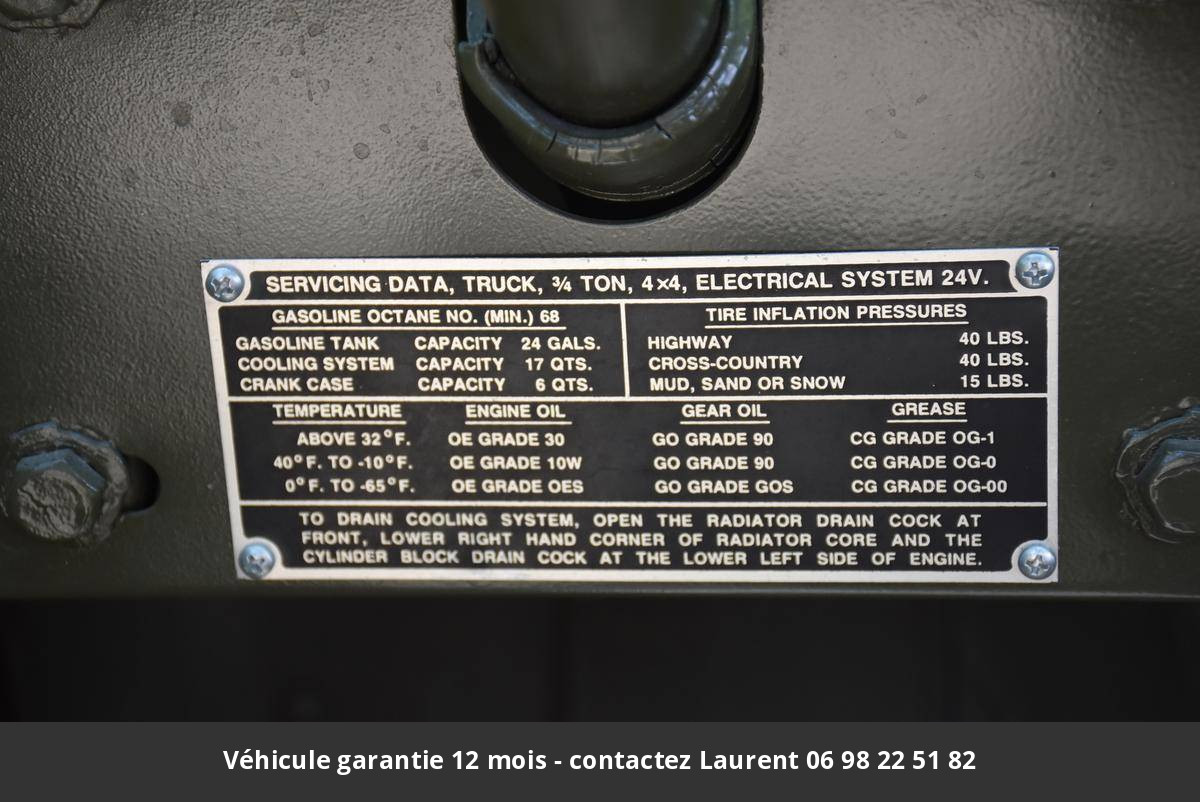 SERVICING DATA, TRUCK, ¾ TON, 4×4, ELECTRICAL SYSTEM 24V.
GASOLINE OCTANE NO. (MIN.) 68
GASOLINE TANK CAPACITY 24 GALS.
COOLING SYSTEM CAPACITY 17 QTS.
CRANK CASE CAPACITY 6 QTS.
TIRE INFLATION PRESSURES
HIGHWAY 40 LBS.
CROSS-COUNTRY 40 LBS.
MUD, SAND OR SNOW 15 LBS.
TEMPERATURE ENGINE OIL GEAR OIL GREASE
ABOVE 32°F. OE GRADE 30 GO GRADE 90 CG GRADE OG-1
40°F. TO -10°F. OE GRADE 10W GO GRADE 90 CG GRADE OG-0
0°F. TO -65°F. OE GRADE OES GO GRADE GOS CG GRADE OG-00
TO DRAIN COOLING SYSTEM, OPEN THE RADIATOR DRAIN COCK AT
FRONT, LOWER RIGHT HAND CORNER OF RADIATOR CORE AND THE
CYLINDER BLOCK DRAIN COCK AT THE LOWER LEFT SIDE OF ENGINE.
Véhicule garantie 12 mois - contactez Laurent 06 98 22 51 82